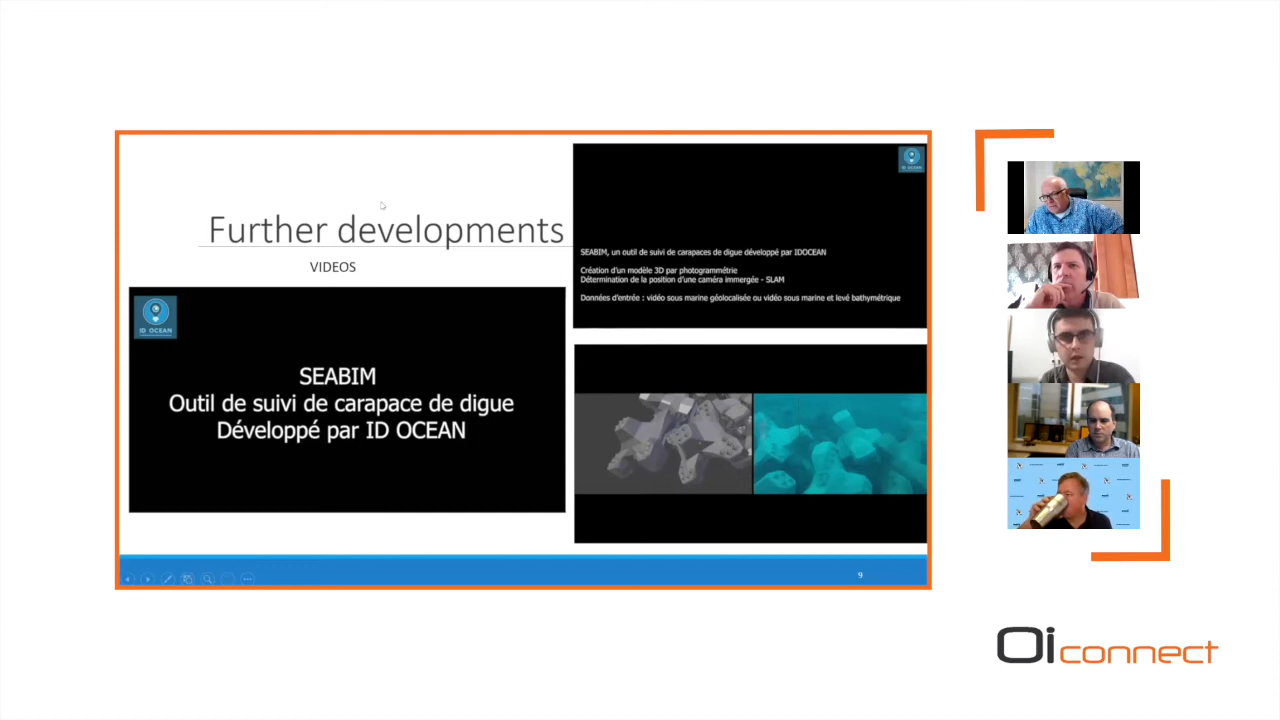 Further developments
VIDEOS
ID OCEAN
SEABIM
Outil de suivi de carapace de digue
Développé par ID OCEAN
ID OCEAN
SEABIM, un outil de suivi de carapaces de digue développé par IDOCEAN
Création d'un modèle 3D par photogrammétrie
Détermination de la position d'une caméra immergée - SLAM
Données d'entrée : vidéo sous marine géolocalisée ou vidéo sous marine et levé bathymétrique
9
Oi connect